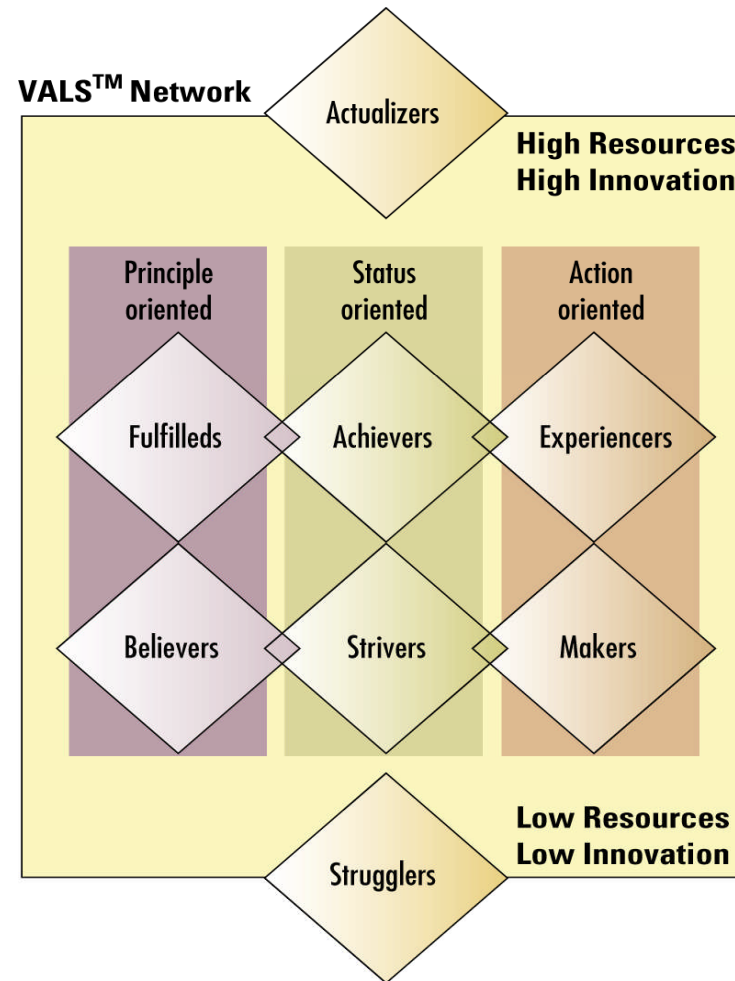 VALS™ Network
Actualizers
High Resources
High Innovation
Principle
oriented
Status
oriented
Action
oriented
Fulfilleds
Achievers
Experiencers
Believers
Strivers
Makers
Low Resources
Low Innovation
Strugglers